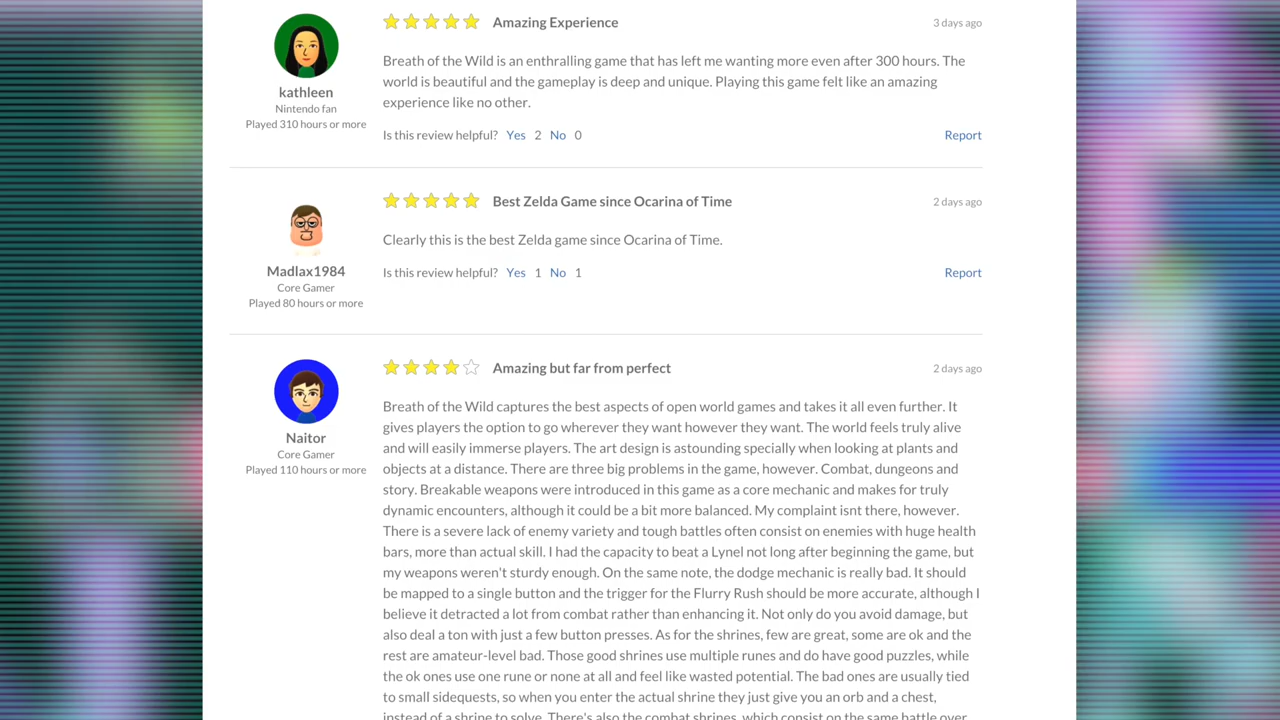 Amazing Experience 3 days ago
Breath of the Wild is an enthralling game that has left me wanting more even after 300 hours. The
world is beautiful and the gameplay is deep and unique. Playing this game felt like an amazing
experience like no other.
kathleen
Nintendo fan
Played 310 hours or more
Is this review helpful? Yes 2 No 0 Report
Best Zelda Game since Ocarina of Time 2 days ago
Clearly this is the best Zelda game since Ocarina of Time.
Madlax1984
Core Gamer
Played 80 hours or more
Is this review helpful? Yes 1 No 1 Report
Amazing but far from perfect 2 days ago
Naitor
Core Gamer
Played 110 hours or more
Breath of the Wild captures the best aspects of open world games and takes it all even further. It
gives players the option to go wherever they want however they want. The world feels truly alive
and will easily immerse players. The art design is astounding specially when looking at plants and
objects at a distance. There are three big problems in the game, however. Combat, dungeons and
story. Breakable weapons were introduced in this game as a core mechanic and makes for truly
dynamic encounters, although it could be a bit more balanced. My complaint isnt there, however.
There is a severe lack of enemy variety and tough battles often consist on enemies with huge health
bars, more than actual skill. I had the capacity to beat a Lynel not long after beginning the game, but
my weapons weren't sturdy enough. On the same note, the dodge mechanic is really bad. It should
be mapped to a single button and the trigger for the Flurry Rush should be more accurate, although I
believe it detracted a lot from combat rather than enhancing it. Not only do you avoid damage, but
also deal a ton with just a few button presses. As for the shrines, few are great, some are ok and the
rest are amateur-level bad. Those good shrines use multiple runes and do have good puzzles, while
the ok ones use one rune or none at all and feel like wasted potential. The bad ones are usually tied
to small sidequests, so when you enter the actual shrine they just give you an orb and a chest,
instead of a shrine to solve. There's also the combat shrines, which consist on the same battle over